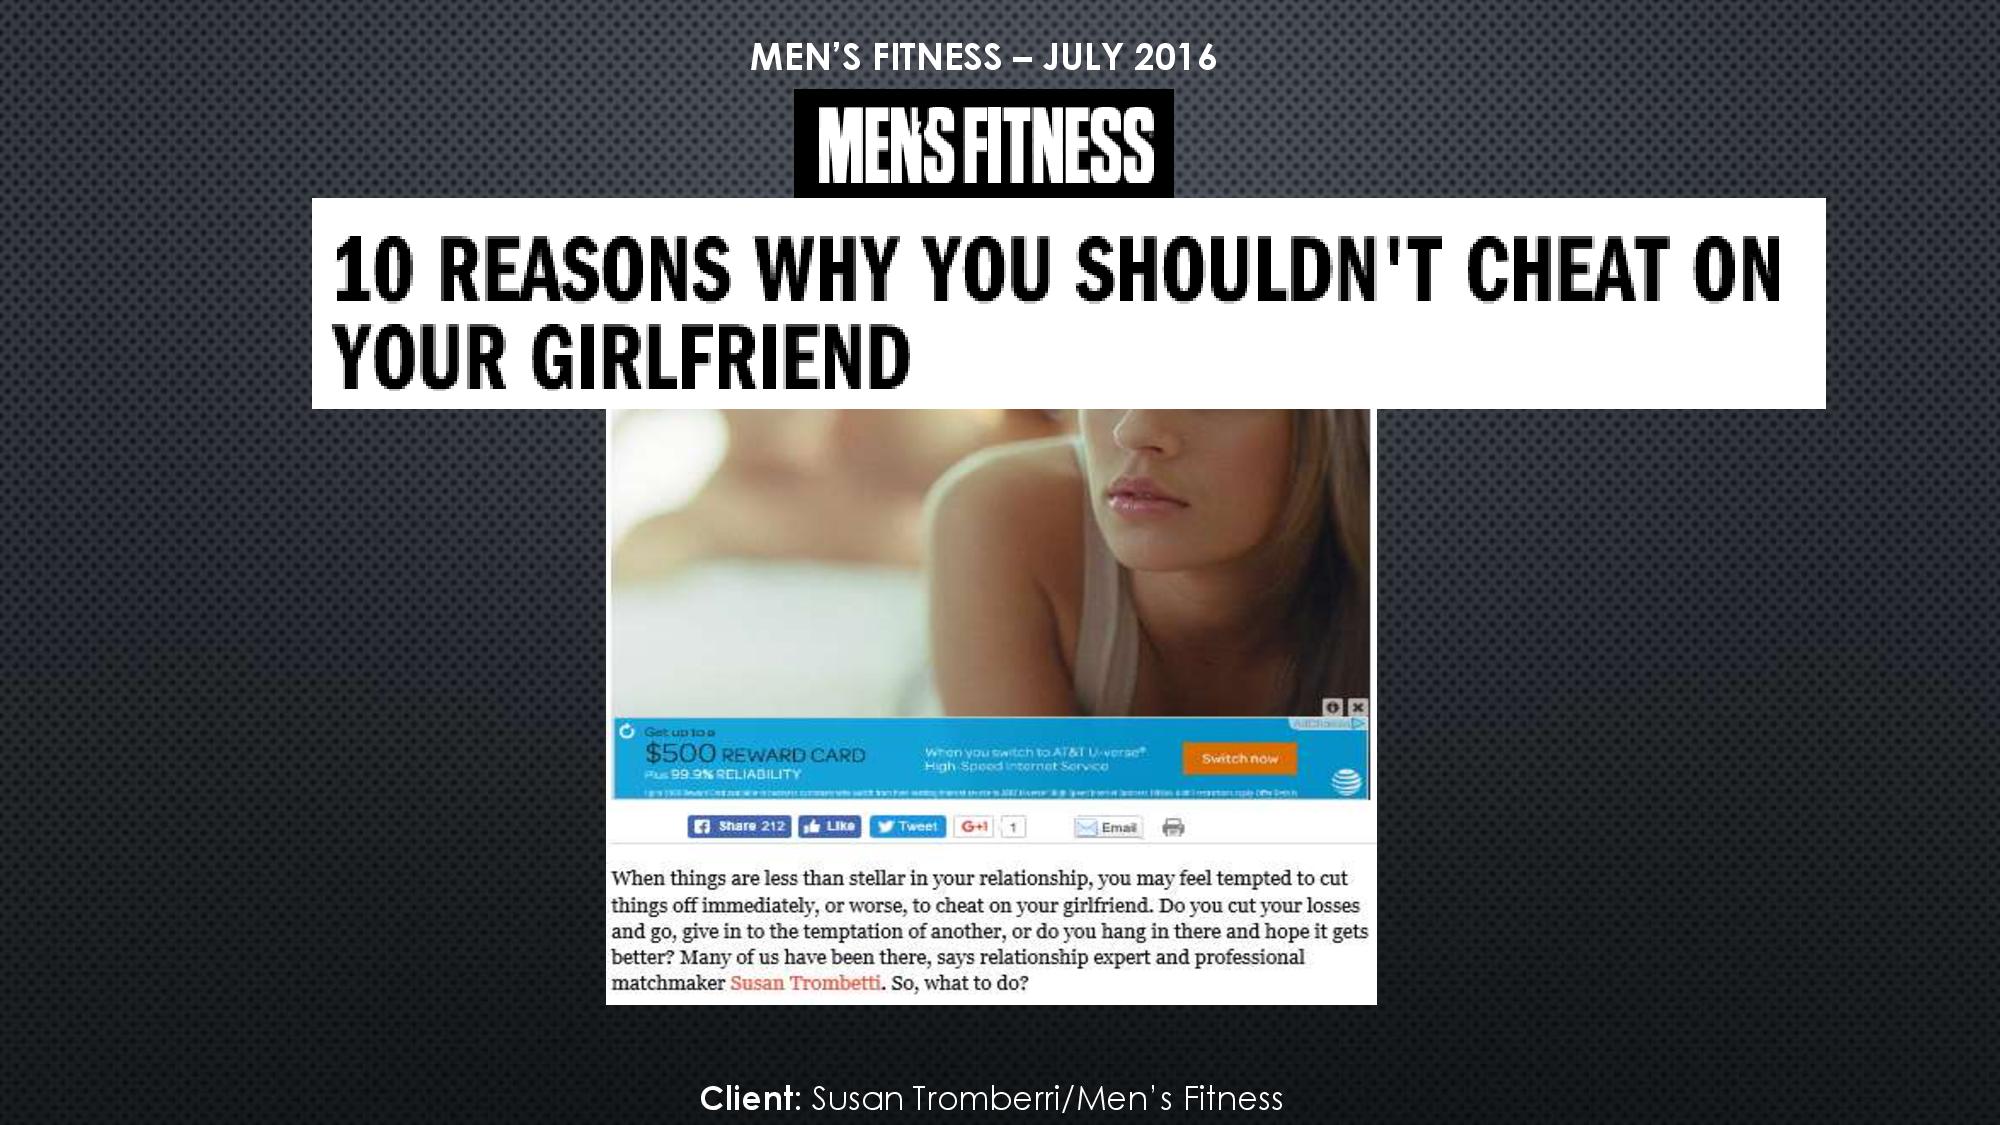 MEN’S FITNESS – JULY 2016
MEN'S FITNESS
10 REASONS WHY YOU SHOULDN'T CHEAT ON
YOUR GIRLFRIEND
AdChoices
Get up to a
$500 REWARD CARD
Plus 99.9% RELIABILITY
When you switch to AT&T U-verse®
High-Speed Internet Service
Switch now
Share 212 Like Tweet G+1 1 Email
When things are less than stellar in your relationship, you may feel tempted to cut
things off immediately, or worse, to cheat on your girlfriend. Do you cut your losses
and go, give in to the temptation of another, or do you hang in there and hope it gets
better? Many of us have been there, says relationship expert and professional
matchmaker Susan Trombetti. So, what to do?
Client: Susan Tromberri/Men’s Fitness